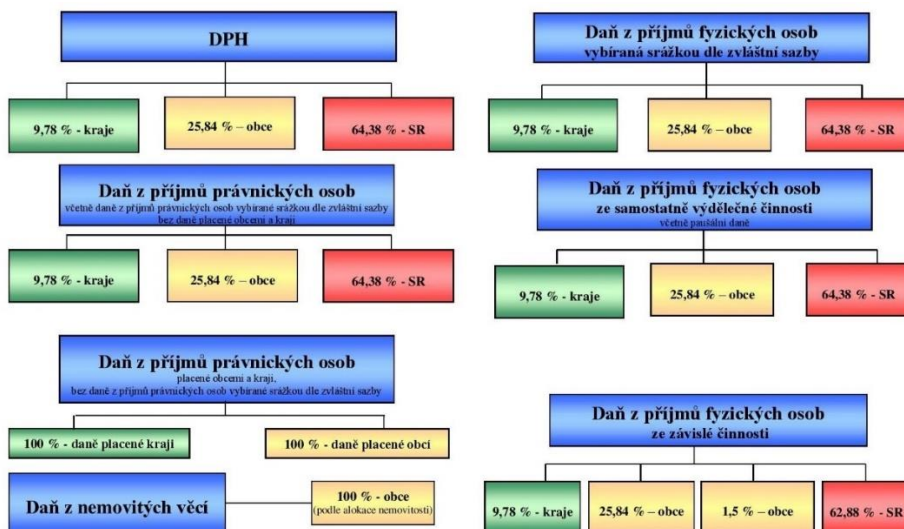 DPH
9,78 % - kraje
25,84 % – obce
64,38 % - SR
Daň z příjmů fyzických osob
vybíraná srážkou dle zvláštní sazby
9,78 % - kraje
25,84 % – obce
64,38 % - SR
Daň z příjmů právnických osob
včetně daně z příjmů právnických osob vybírané srážkou dle zvláštní sazby
bez daně placené obcemi a kraji
9,78 % - kraje
25,84 % – obce
64,38 % - SR
Daň z příjmů fyzických osob
ze samostatně výdělečné činnosti
včetně paušální daně
9,78 % - kraje
25,84 % – obce
64,38 % - SR
Daň z příjmů právnických osob
placené obcemi a kraji,
bez daně z příjmů právnických osob vybírané srážkou dle zvláštní sazby
100 % - daně placené kraji
100 % - daně placené obcí
Daň z nemovitých věcí
100 % - obce
(podle alokace nemovitosti)
Daň z příjmů fyzických osob
ze závislé činnosti
9,78 % - kraje
25,84 % – obce
1,5 % – obce
62,88 % - SR